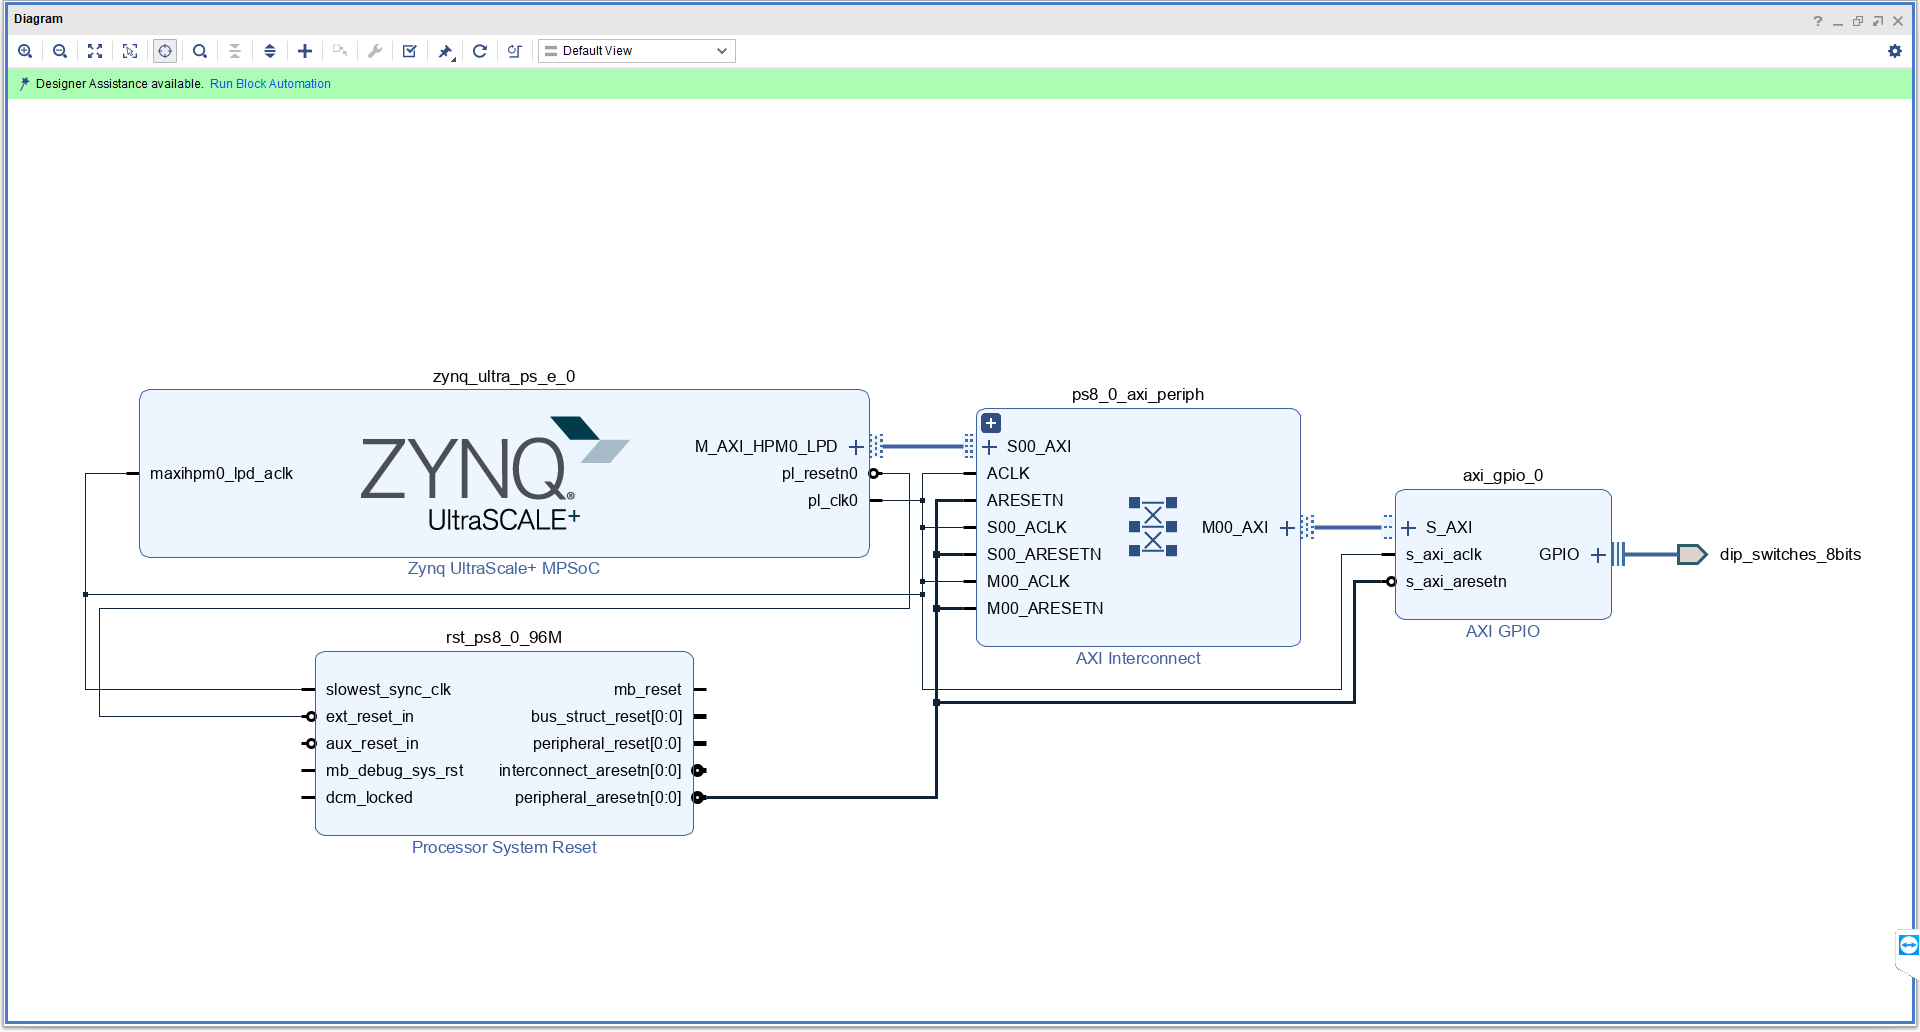 Diagram
Default View
Designer Assistance available. Run Block Automation
zynq_ultra_ps_e_0
maxihpm0_lpd_aclk
ZYNQ®
UltraSCALE+
M_AXI_HPM0_LPD
pl_resetn0
pl_clk0
Zynq UltraScale+ MPSoC
ps8_0_axi_periph
S00_AXI
ACLK
ARESETN
S00_ACLK
S00_ARESETN
M00_ACLK
M00_ARESETN
M00_AXI
AXI Interconnect
axi_gpio_0
S_AXI
s_axi_aclk
s_axi_aresetn
GPIO
AXI GPIO
dip_switches_8bits
rst_ps8_0_96M
slowest_sync_clk
ext_reset_in
aux_reset_in
mb_debug_sys_rst
dcm_locked
mb_reset
bus_struct_reset[0:0]
peripheral_reset[0:0]
interconnect_aresetn[0:0]
peripheral_aresetn[0:0]
Processor System Reset